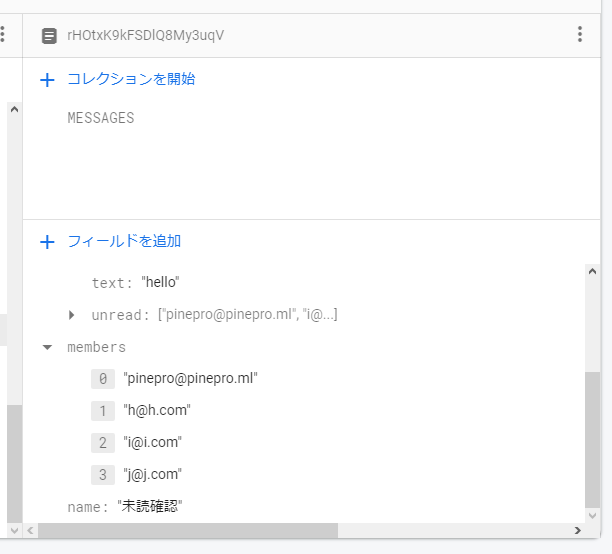 rHOtxK9kFSDlQ8My3uqV
コレクションを開始
MESSAGES
フィールドを追加
text: "hello"
unread: ["pinepro@pinepro.ml", "i@...]
members
0 "pinepro@pinepro.ml"
1 "h@h.com"
2 "i@i.com"
3 "j@j.com"
name: "未読確認"